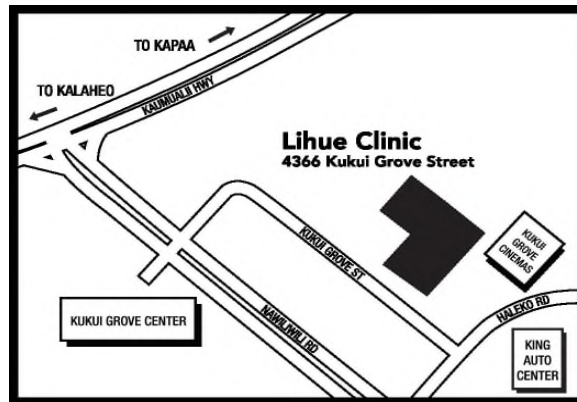 TO KAPAA
TO KALAHEO
KAUMUALII HWY
Lihue Clinic
4366 Kukui Grove Street
KUKUI GROVE ST
KUKUI
GROVE
CINEMAS
KUKUI GROVE CENTER
NAWILIWILI RD
HALEKO RD
KING
AUTO
CENTER